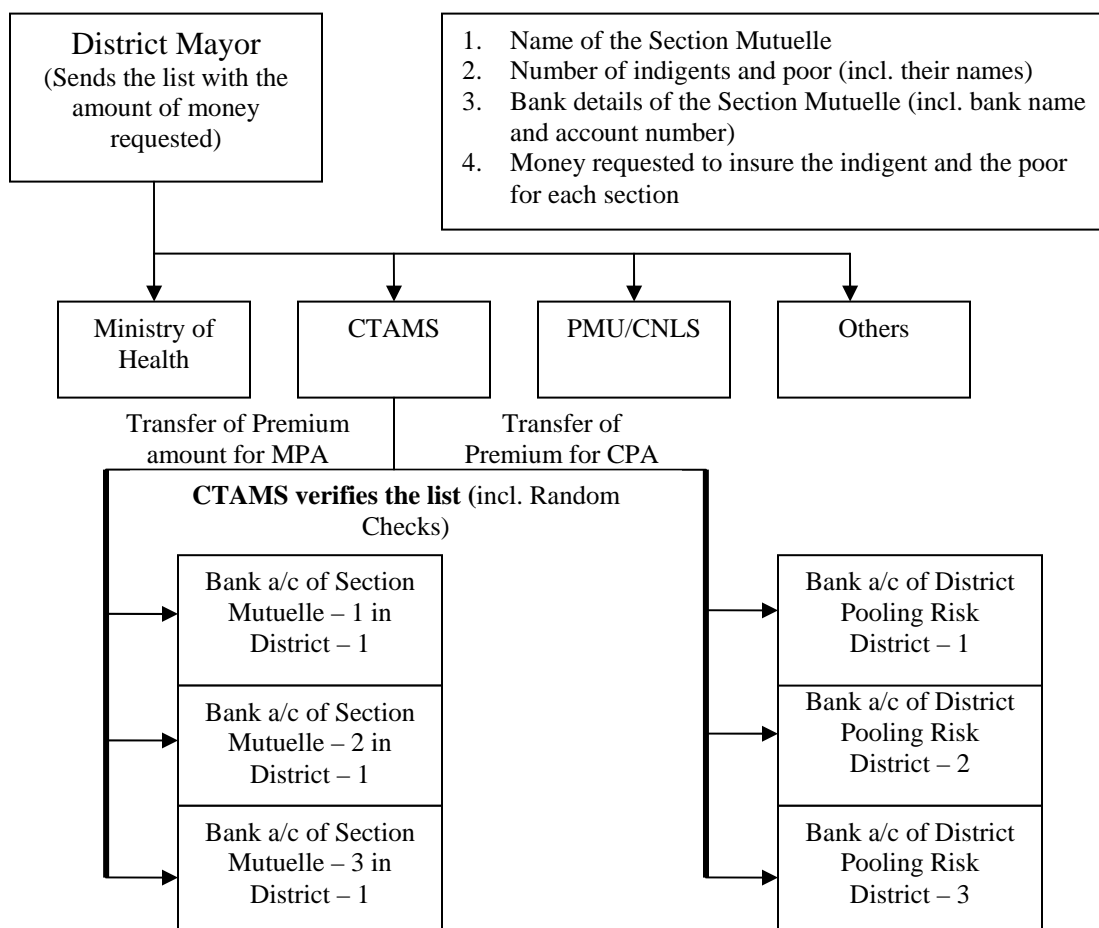 District Mayor
(Sends the list with the
amount of money
requested)
1. Name of the Section Mutuelle
2. Number of indigents and poor (incl. their names)
3. Bank details of the Section Mutuelle (incl. bank name
and account number)
4. Money requested to insure the indigent and the poor
for each section
Ministry of
Health
CTAMS
PMU/CNLS
Others
Transfer of Premium
amount for MPA
Transfer of
Premium for CPA
CTAMS verifies the list (incl. Random
Checks)
Bank a/c of Section
Mutuelle – 1 in
District – 1
Bank a/c of Section
Mutuelle – 2 in
District – 1
Bank a/c of Section
Mutuelle – 3 in
District – 1
Bank a/c of District
Pooling Risk
District – 1
Bank a/c of District
Pooling Risk
District – 2
Bank a/c of District
Pooling Risk
District – 3